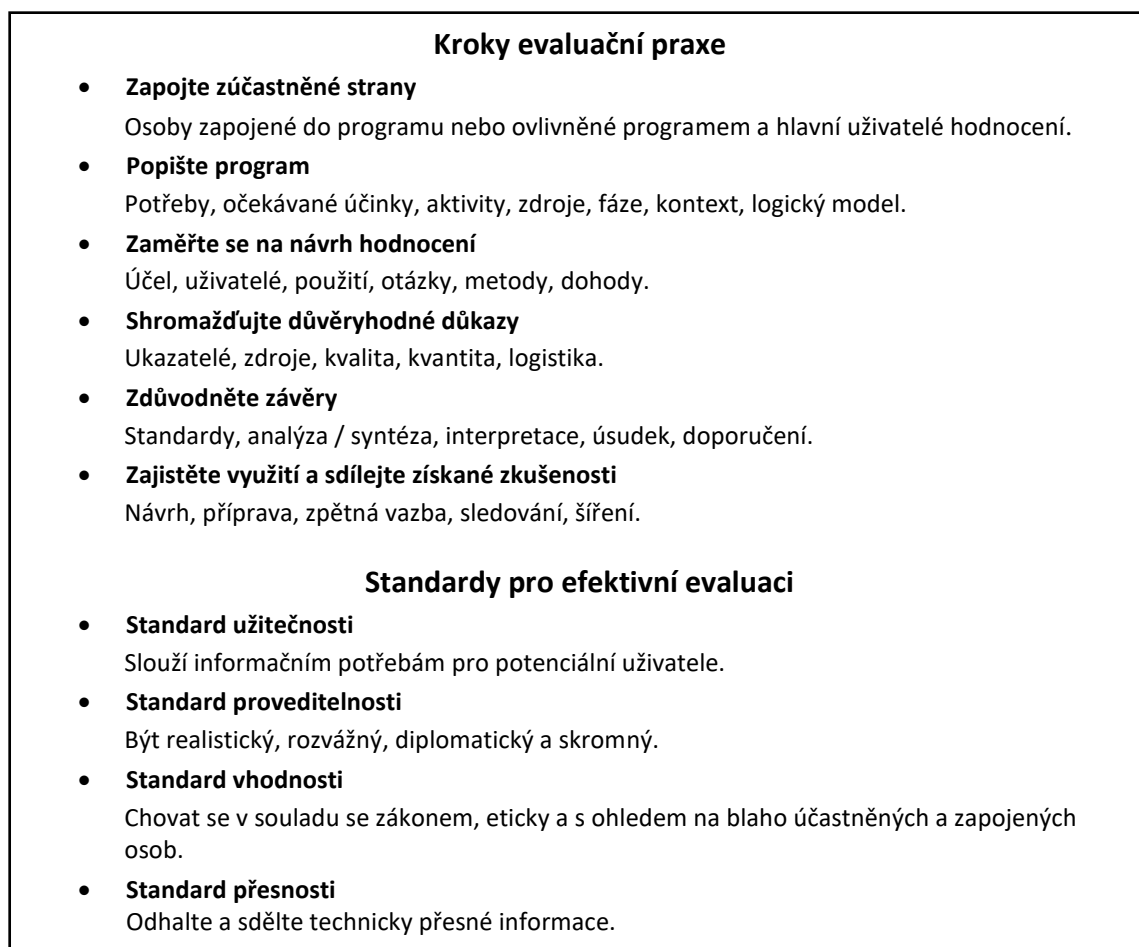 Kroky evaluační praxe
• Zapojte zúčastněné strany
Osoby zapojené do programu nebo ovlivněné programem a hlavní uživatelé hodnocení.
• Popište program
Potřeby, očekávané účinky, aktivity, zdroje, fáze, kontext, logický model.
• Zaměřte se na návrh hodnocení
Účel, uživatelé, použití, otázky, metody, dohody.
• Shromažďujte důvěryhodné důkazy
Ukazatelé, zdroje, kvalita, kvantita, logistika.
• Zdůvodněte závěry
Standardy, analýza / syntéza, interpretace, úsudek, doporučení.
• Zajistěte využití a sdílejte získané zkušenosti
Návrh, příprava, zpětná vazba, sledování, šíření.
Standardy pro efektivní evaluaci
• Standard užitečnosti
Slouží informačním potřebám pro potenciální uživatele.
• Standard proveditelnosti
Být realistický, rozvážný, diplomatický a skromný.
• Standard vhodnosti
Chovat se v souladu se zákonem, eticky a s ohledem na blaho účastněných a zapojených
osob.
• Standard přesnosti
Odhalte a sdělte technicky přesné informace.